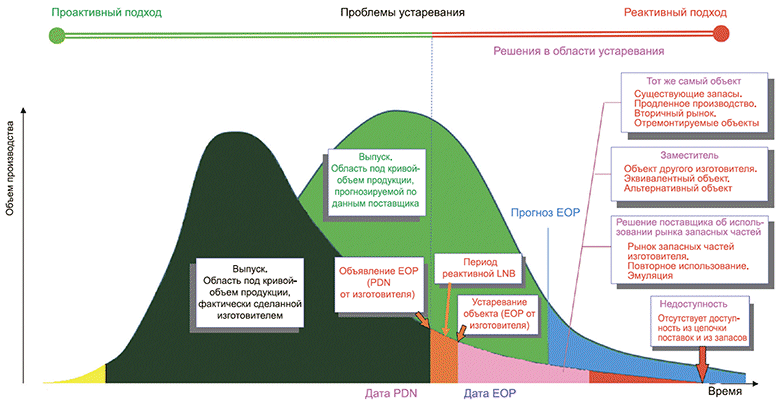 Проактивный подход
Проблемы устаревания
Реактивный подход
Решения в области устаревания
Тот же самый объект
Существующие запасы.
Продленное производство.
Вторичный рынок.
Отремонтируемые объекты
Объем производства
Выпуск.
Область под кривой-
объем продукции,
прогнозируемой по
данным поставщика
Заместитель
Объект другого изготовителя.
Эквивалентный объект.
Альтернативный объект
Прогноз EOP
Решение поставщика об исполь-
зовании рынка запасных частей
Рынок запасных частей
изготовителя.
Повторное использование.
Эмуляция
Выпуск.
Область под кривой-
объем продукции,
фактически сделанной
изготовителем
Объявление EOP
(PDN
от изготовителя)
Период
реактивной LNB
Устаревание
объекта (EOP от
изготовителя)
Недоступность
Отсутствует доступ-
ность из цепочки
поставок и из запасов
Дата PDN
Дата EOP
Время